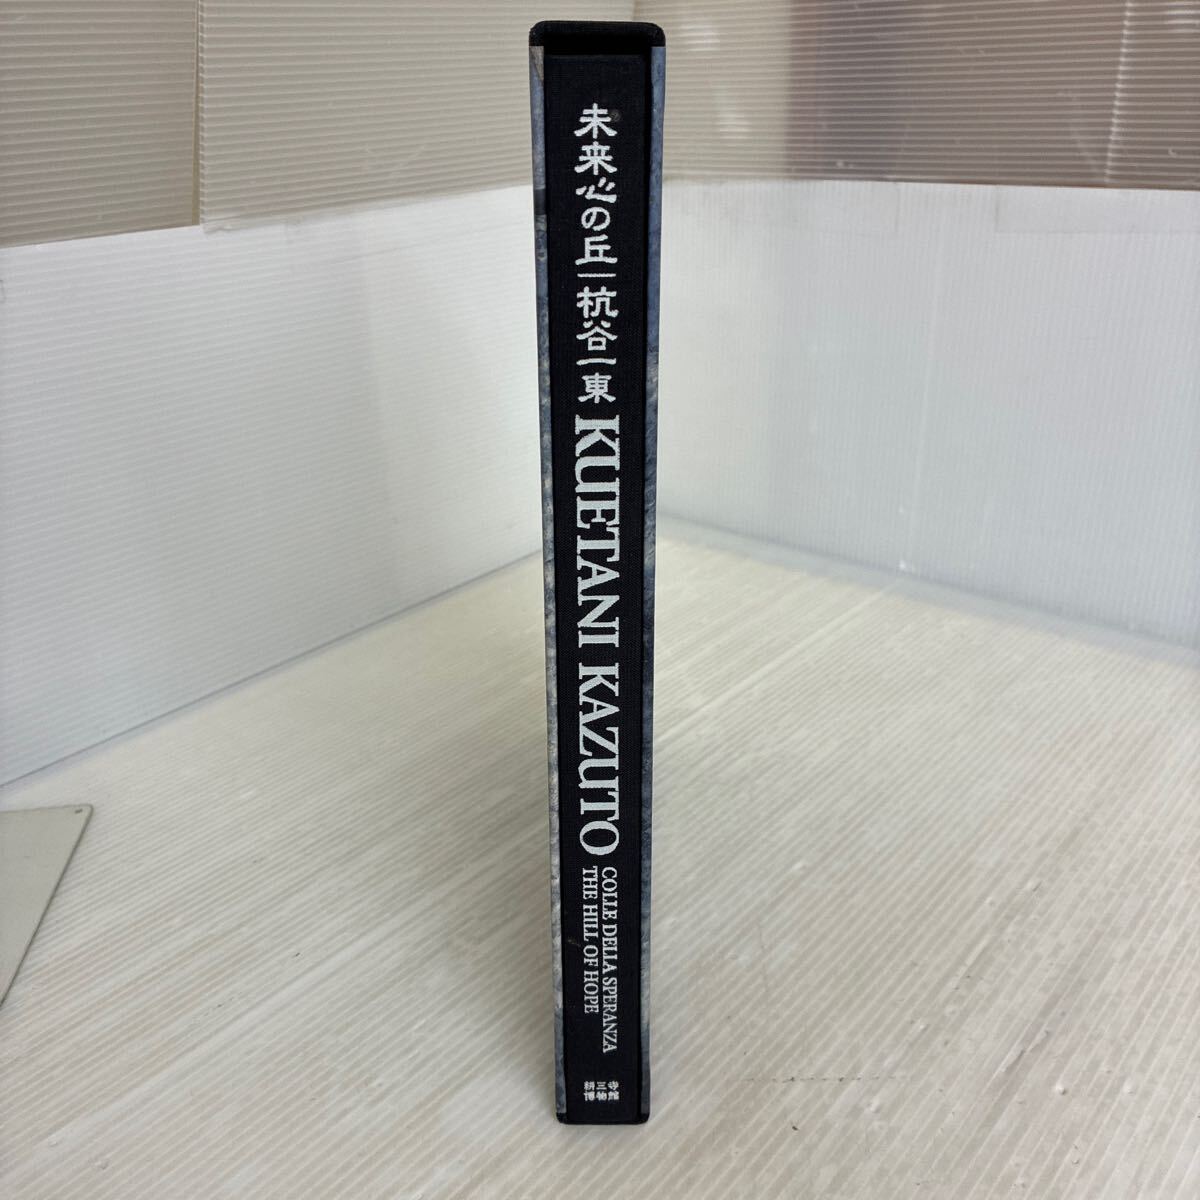 未来心の丘=杭谷一東
KUETANI KAZUTO
COLLE DELLA SPERANZA
THE HILL OF HOPE
耕三寺
博物館